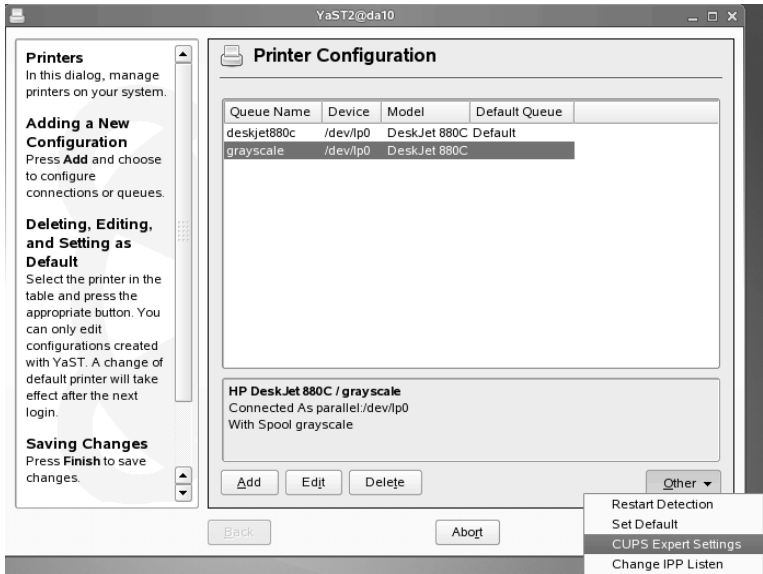 YaST2@da10
Printers
In this dialog, manage
printers on your system.
Adding a New
Configuration
Press Add and choose
to configure
connections or queues.
Deleting, Editing,
and Setting as
Default
Select the printer in the
table and press the
appropriate button. You
can only edit
configurations created
with YaST. A change of
default printer will take
effect after the next
login.
Saving Changes
Press Finish to save
changes.
Printer Configuration
Queue Name Device Model Default Queue
deskjet880c /dev/lp0 DeskJet 880C Default
grayscale /dev/lp0 DeskJet 880C
HP DeskJet 880C / grayscale
Connected As parallel:/dev/lp0
With Spool grayscale
Add Edit Delete Other
Restart Detection
Set Default
CUPS Expert Settings
Change IPP Listen
Back Abort